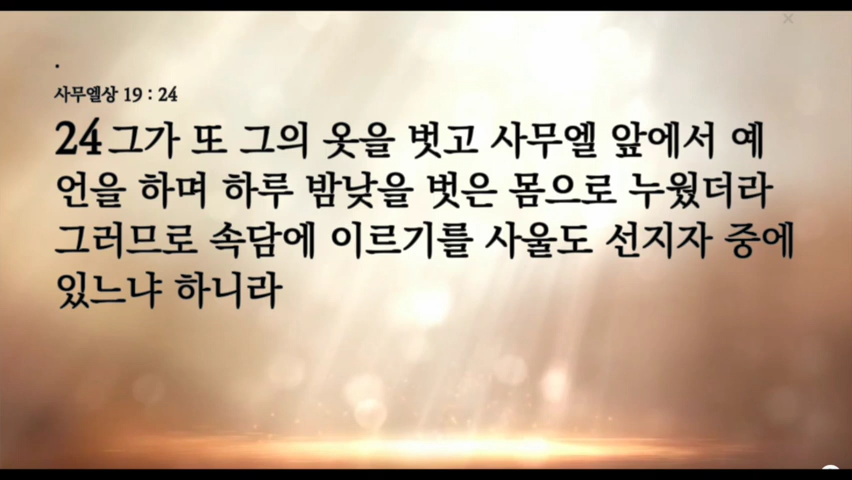 .
사무엘상 19 : 24
24 그가 또 그의 옷을 벗고 사무엘 앞에서 예
언을 하며 하루 밤낮을 벗은 몸으로 누웠더라
그러므로 속담에 이르기를 사울도 선지자 중에
있느냐 하니라